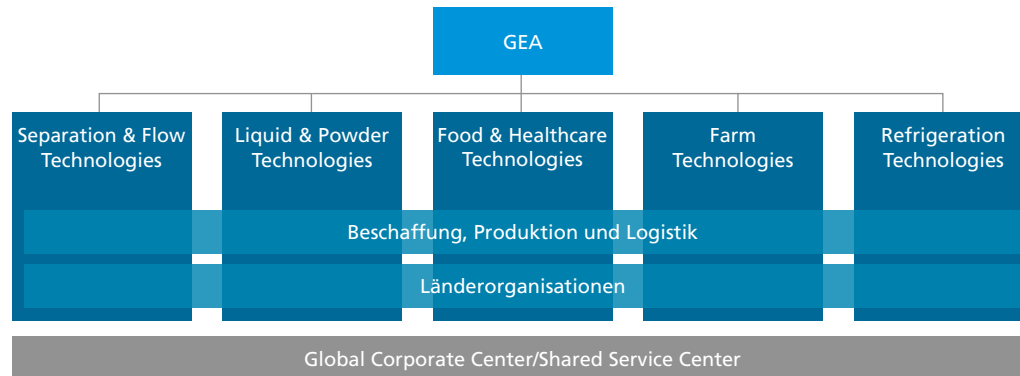 GEA
Separation & Flow
Technologies
Liquid & Powder
Technologies
Food & Healthcare
Technologies
Farm
Technologies
Refrigeration
Technologies
Beschaffung, Produktion und Logistik
Länderorganisationen
Global Corporate Center/Shared Service Center